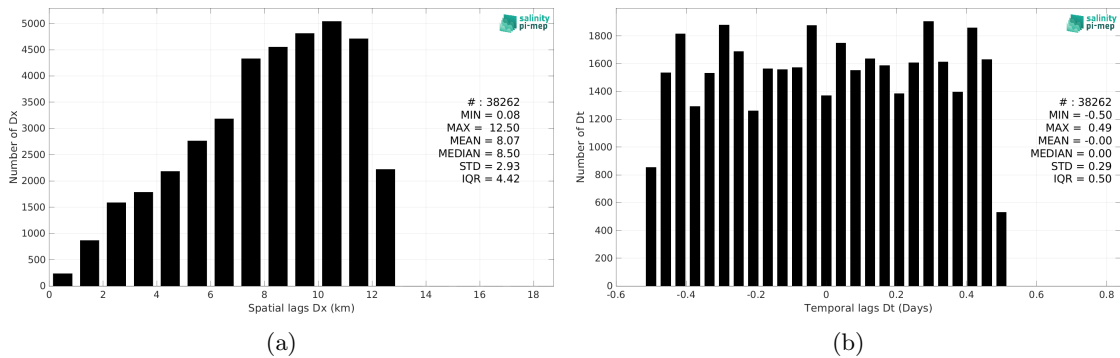 5000
4500
4000
3500
3000
2500
2000
1500
1000
500
0
Number of Dx
salinity
pi-mep
# : 38262
MIN = 0.08
MAX = 12.50
MEAN = 8.07
MEDIAN = 8.50
STD = 2.93
IQR = 4.42
0 2 4 6 8 10 12 14 16 18
Spatial lags Dx (km)
(a)
1800
1600
1400
1200
1000
800
600
400
200
0
Number of Dt
salinity
pi-mep
# : 38262
MIN = -0.50
MAX = 0.49
MEAN = -0.00
MEDIAN = 0.00
STD = 0.29
IQR = 0.50
-0.6 -0.4 -0.2 0 0.2 0.4 0.6 0.8
Temporal lags Dt (Days)
(b)